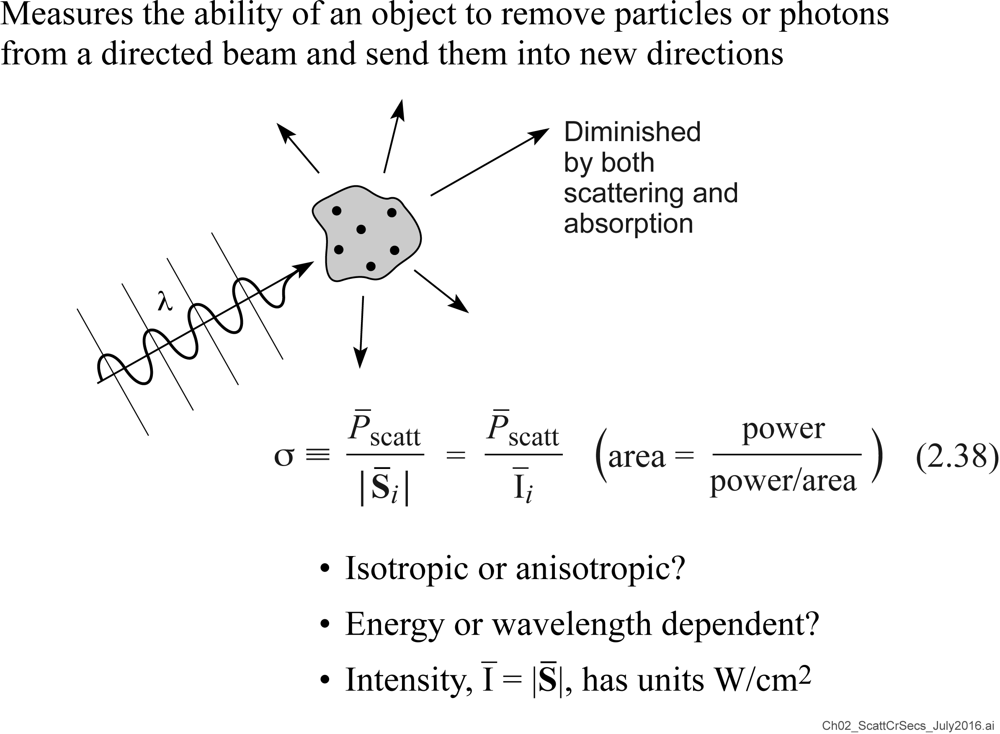 Measures the ability of an object to remove particles or photons
from a directed beam and send them into new directions
Diminished
by both
scattering and
absorption
λ
σ ≡ P̅scatt / |S̅i| = P̅scatt / I̅i (area = power / power/area) (2.38)
• Isotropic or anisotropic?
• Energy or wavelength dependent?
• Intensity, I̅ = |S̅|, has units W/cm²
Ch02_ScattCrSecs_July2016.ai